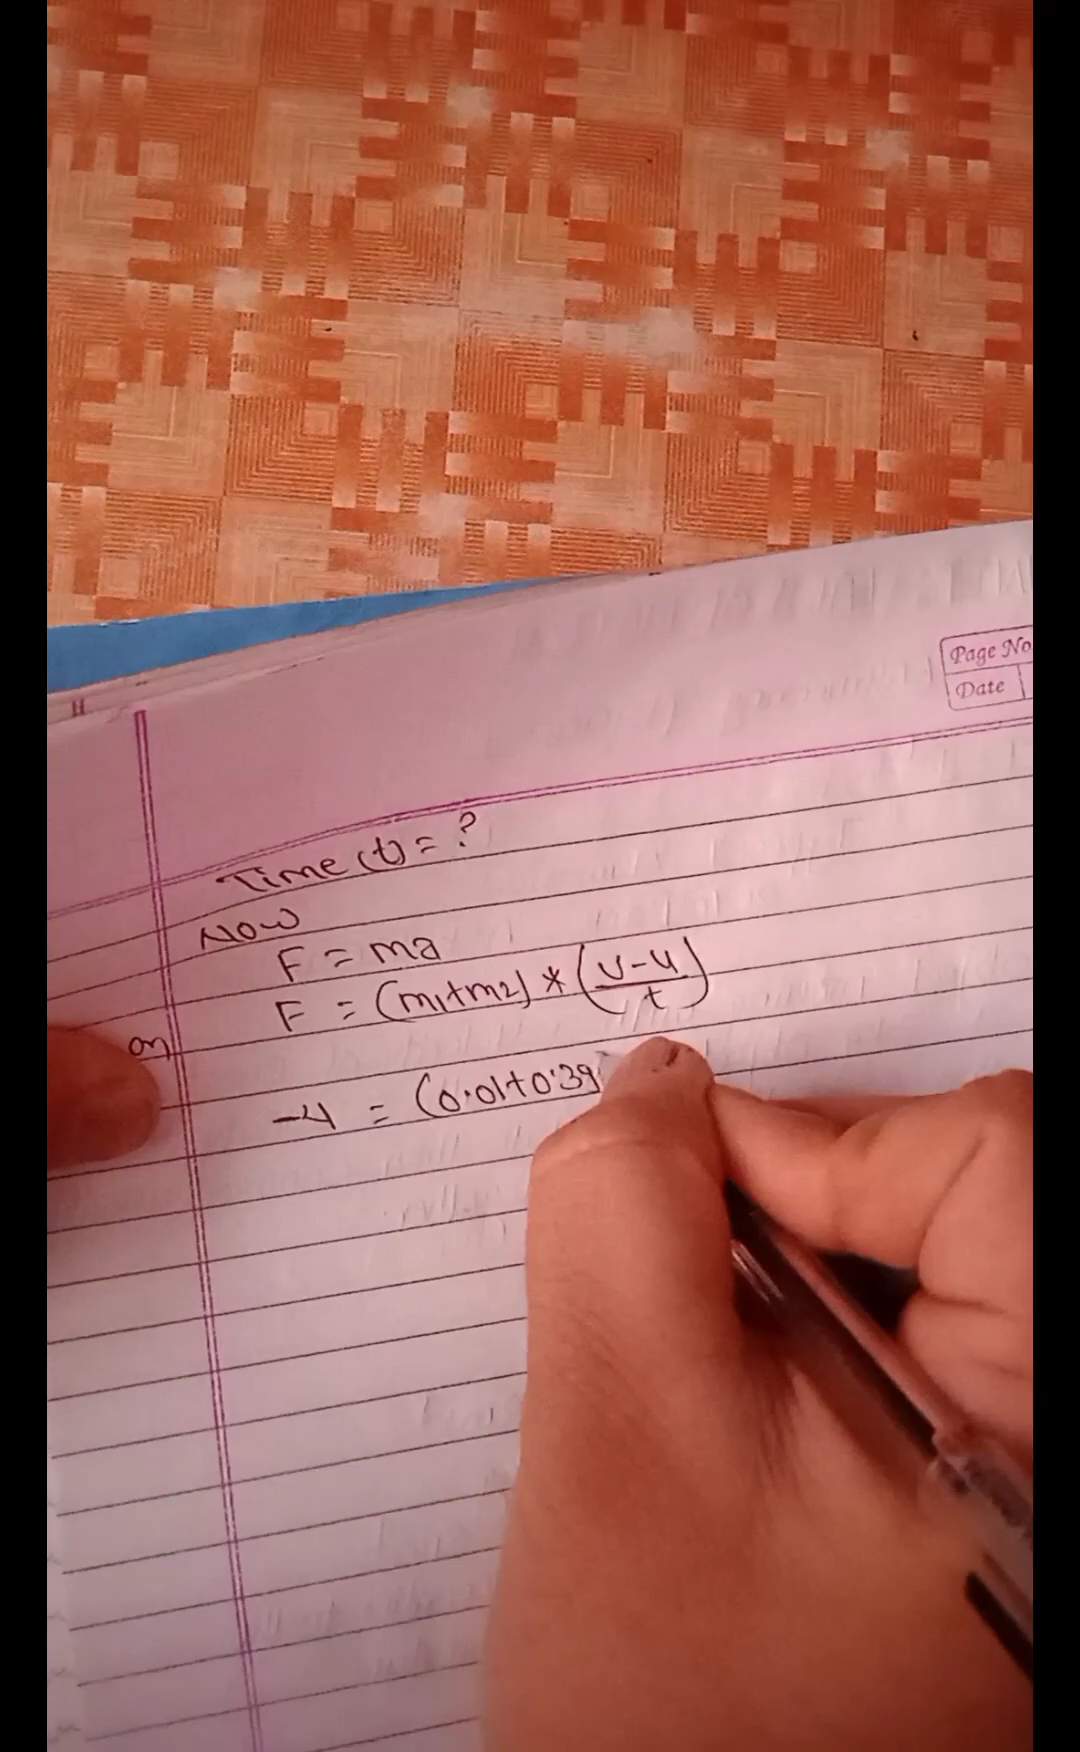 Page No
Date
Time (t) = ?
Now
F = ma
F = (m1+m2) * (v-u/t)
or,
-4 = (0.01+0.39